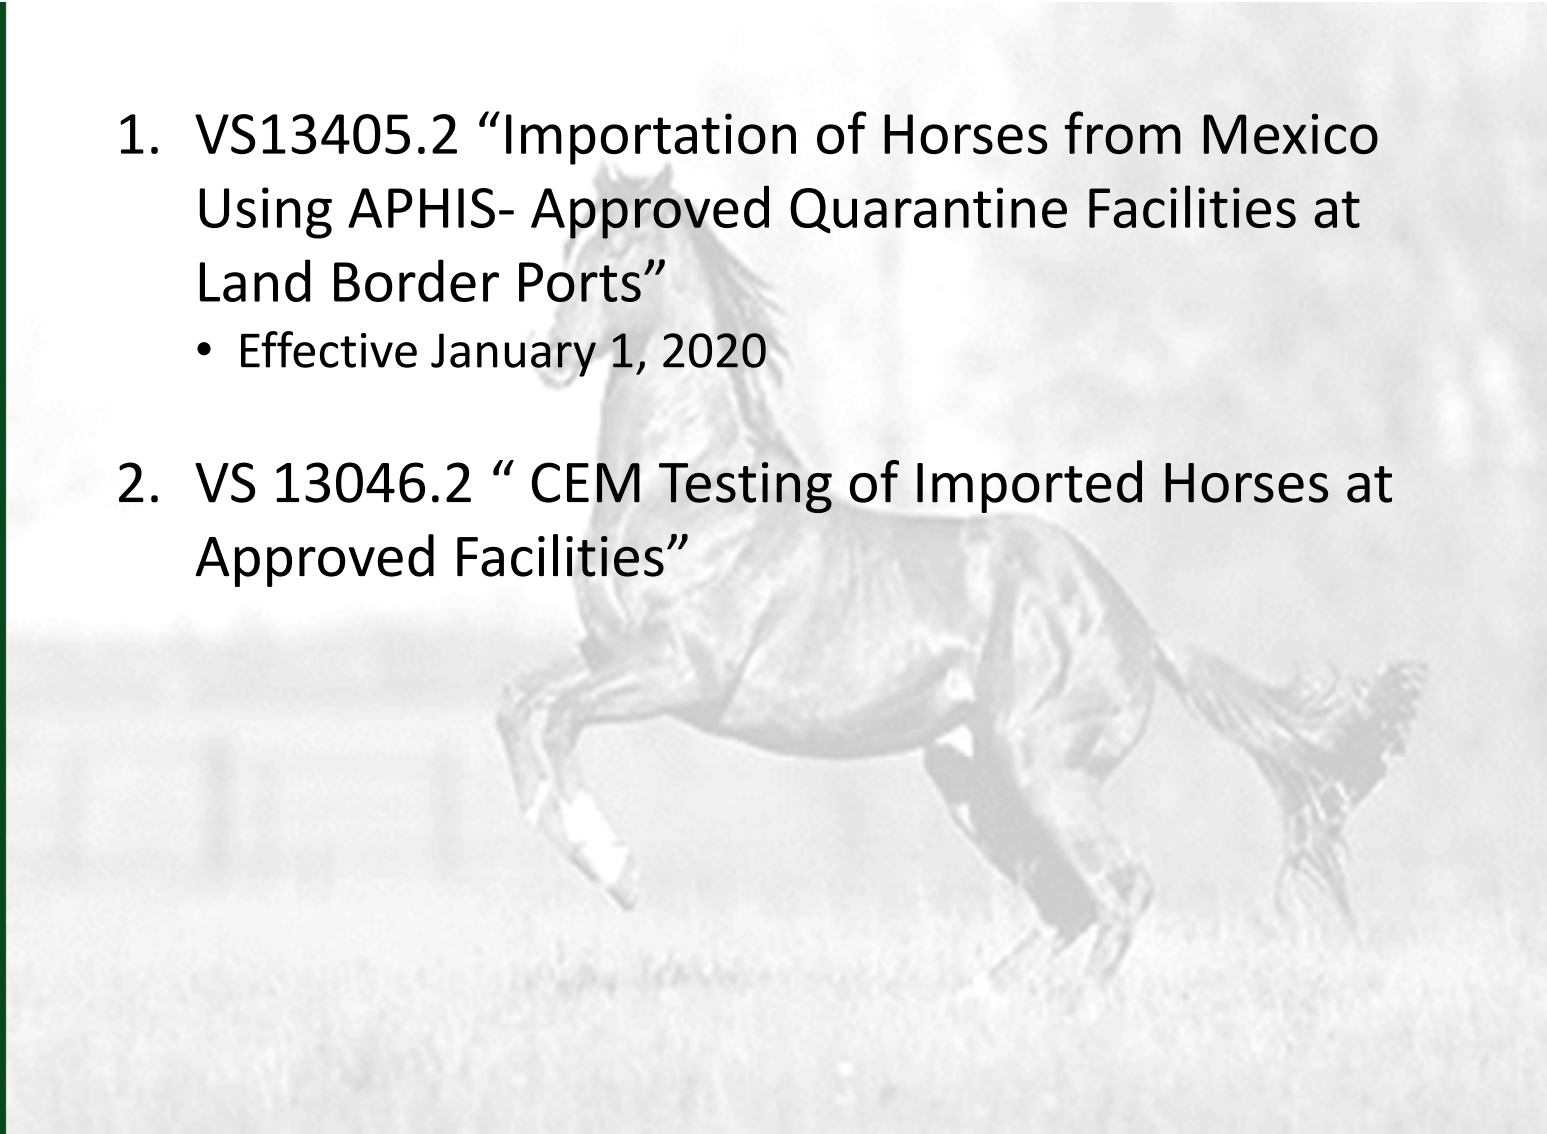 1. VS13405.2 “Importation of Horses from Mexico
Using APHIS- Approved Quarantine Facilities at
Land Border Ports”
• Effective January 1, 2020
2. VS 13046.2 “ CEM Testing of Imported Horses at
Approved Facilities”